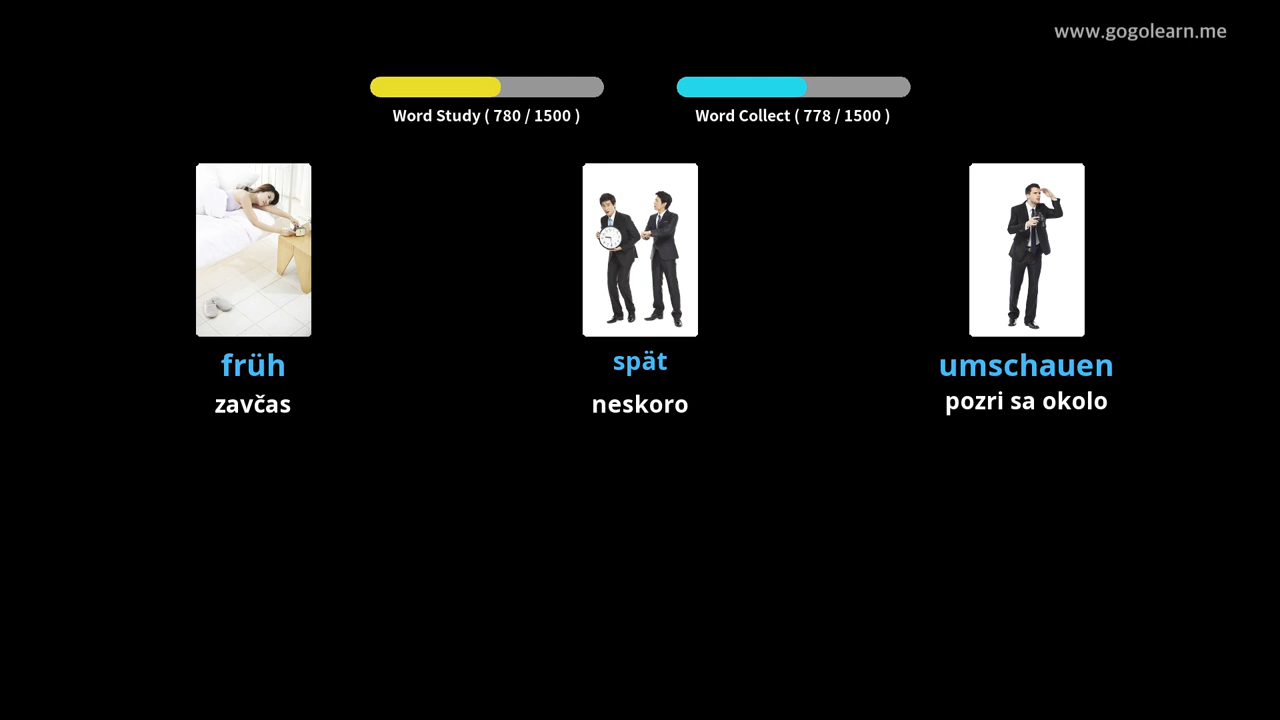 www.gogolearn.me
Word Study ( 780 / 1500 )
Word Collect ( 778 / 1500 )
früh
spät
umschauen
zavčas
neskoro
pozri sa okolo